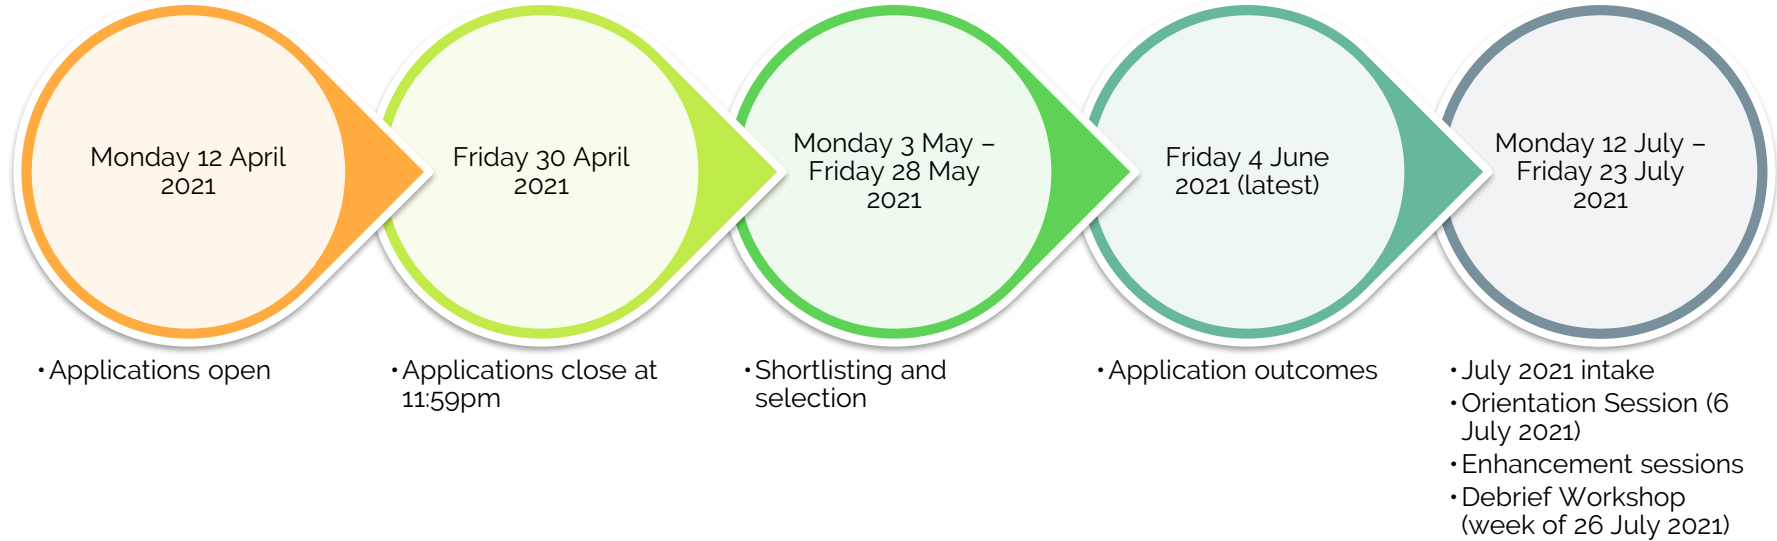 Monday 12 April
2021
Friday 30 April
2021
Monday 3 May –
Friday 28 May
2021
Friday 4 June
2021 (latest)
Monday 12 July –
Friday 23 July
2021
•Applications open
•Applications close at
11:59pm
•Shortlisting and
selection
•Application outcomes
•July 2021 intake
•Orientation Session (6
July 2021)
•Enhancement sessions
•Debrief Workshop
(week of 26 July 2021)